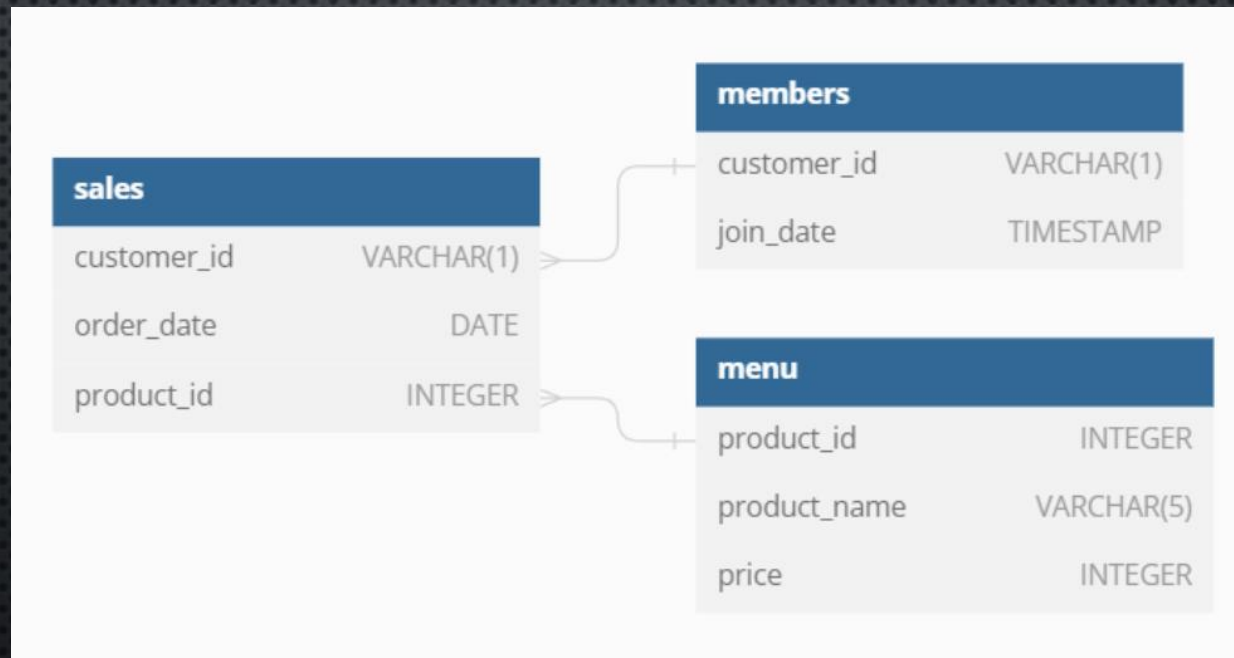 sales
customer_id VARCHAR(1)
order_date DATE
product_id INTEGER
members
customer_id VARCHAR(1)
join_date TIMESTAMP
menu
product_id INTEGER
product_name VARCHAR(5)
price INTEGER